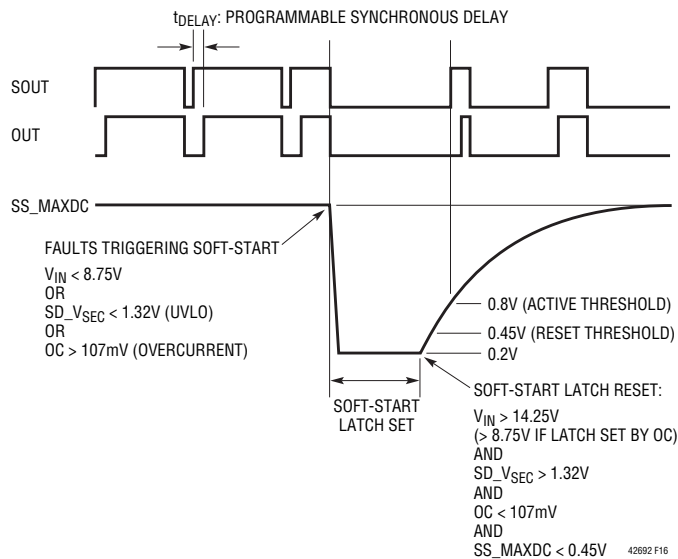 tDELAY: PROGRAMMABLE SYNCHRONOUS DELAY
SOUT
OUT
SS_MAXDC
FAULTS TRIGGERING SOFT-START
VIN < 8.75V
OR
SD_VSEC < 1.32V (UVLO)
OR
OC > 107mV (OVERCURRENT)
0.8V (ACTIVE THRESHOLD)
0.45V (RESET THRESHOLD)
0.2V
SOFT-START
LATCH SET
SOFT-START LATCH RESET:
VIN > 14.25V
(> 8.75V IF LATCH SET BY OC)
AND
SD_VSEC > 1.32V
AND
OC < 107mV
AND
SS_MAXDC < 0.45V
42692 F16